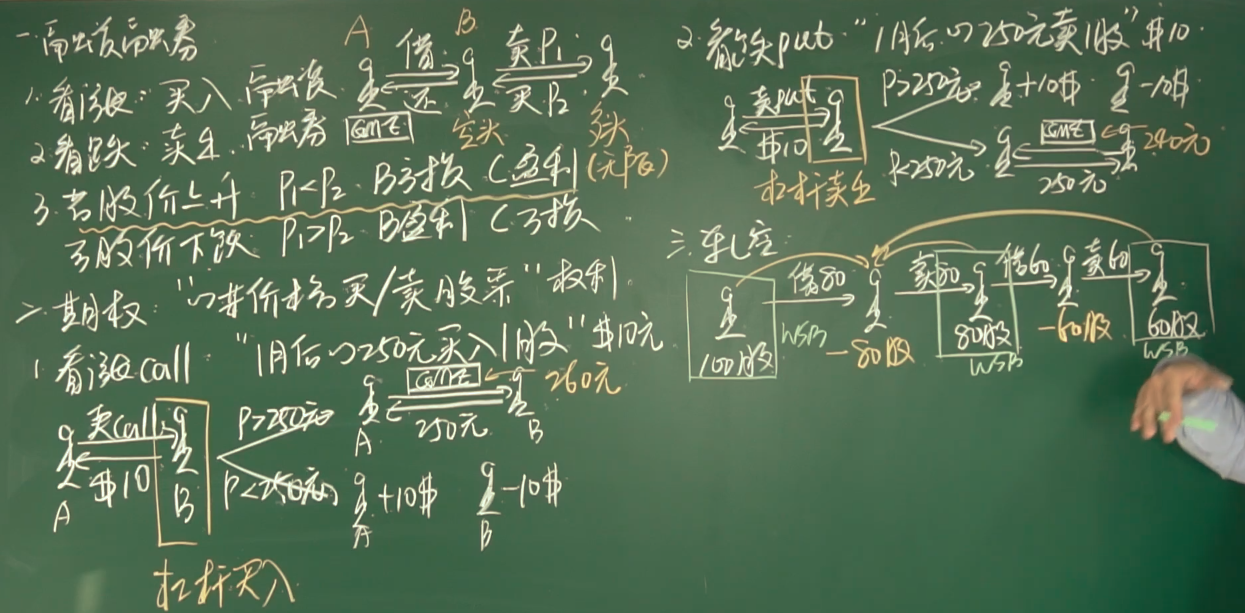 一.融资融券
1.看涨: 买入. 融资
2.看跌: 卖出. 融券
A B
借 卖P1
还 买P2
GME
空头 多头
(无限)
3.若股价上升 P1<P2 B亏损 C盈利
若股价下跌 P1>P2 B盈利 C亏损
二.期权: "以某价格买/卖股票"权利
1.看涨call "1月后以250元买入1股" $10元
卖call
$10
A B
P>250元
GME 260元
250元
A B
P<250元 +10$ -10$
A B
杠杆买入
2.看跌put "1月后以250元卖1股" $10
卖put
$10
P>250元 +10$ -10$
P<250元 GME 240元
250元
杠杆卖出
三.轧空:
借80 卖80 借60 卖60
100股 WSB -80股 80股 -60股 60股
WSB WSB